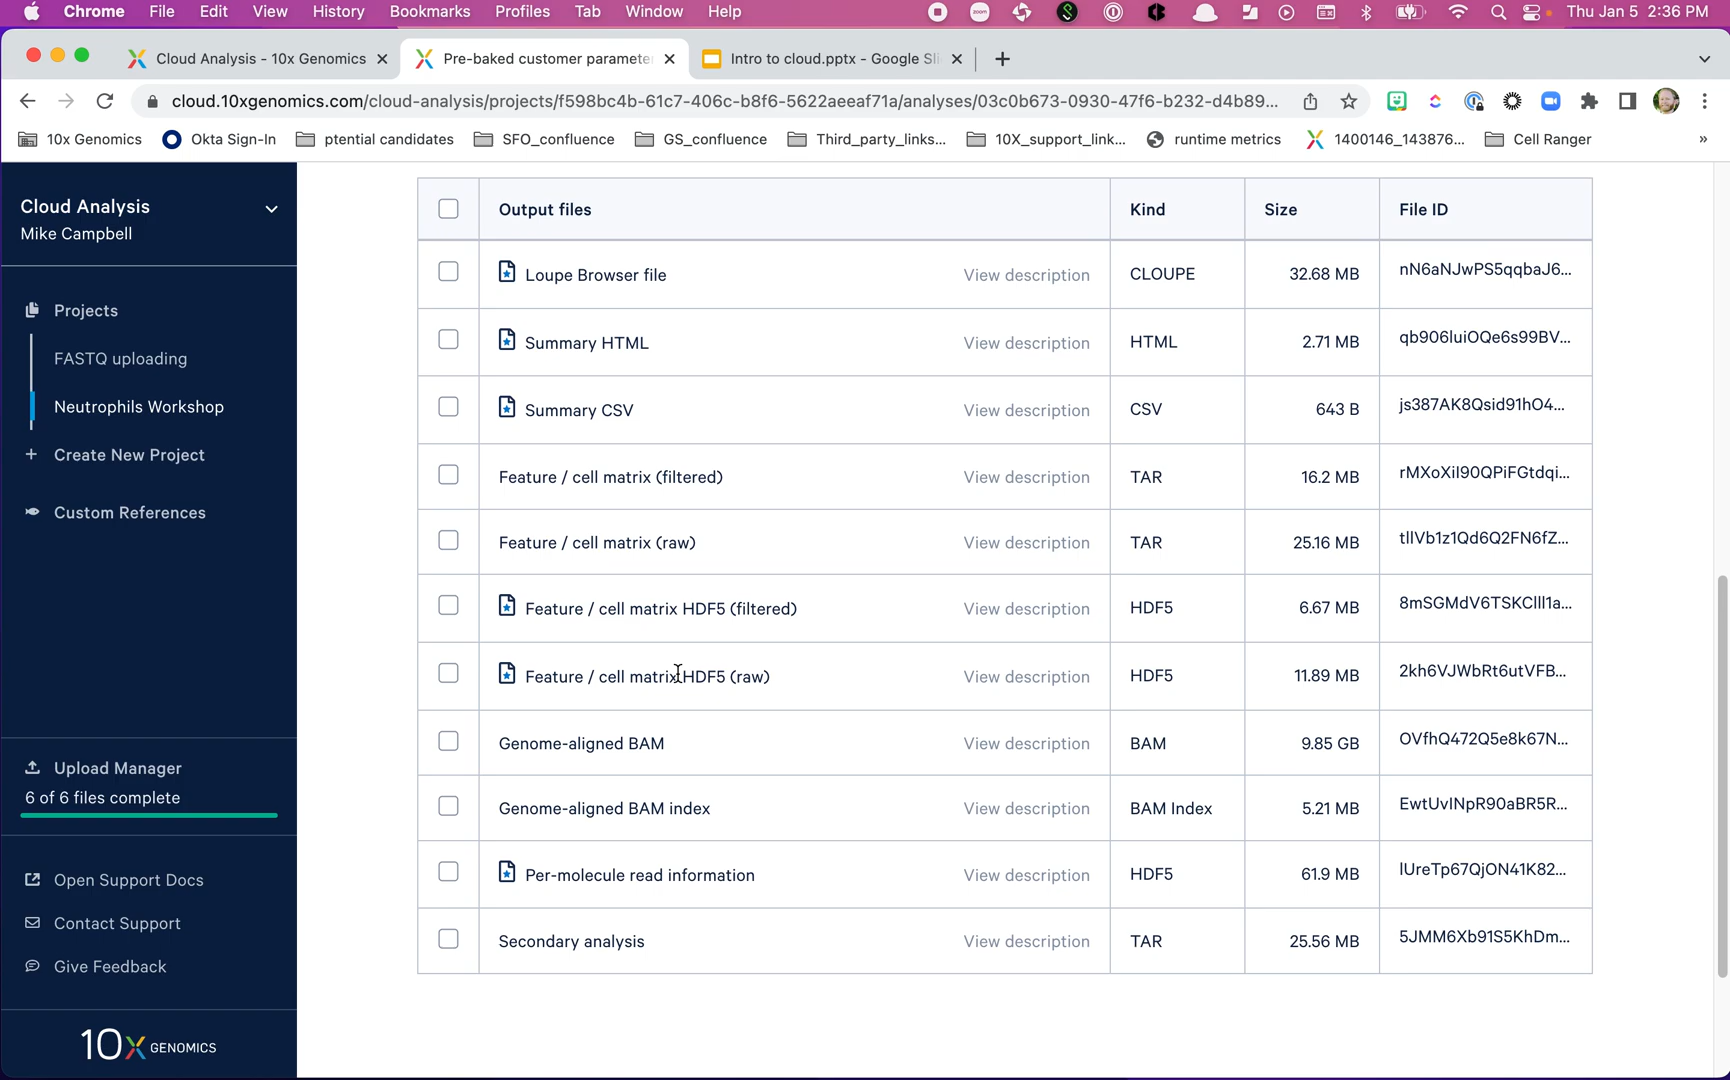 Chrome File Edit View History Bookmarks Profiles Tab Window Help zoom Thu Jan 5 2:36 PM
Cloud Analysis - 10x Genomics Pre-baked customer paramete Intro to cloud.pptx - Google Sli
cloud.10xgenomics.com/cloud-analysis/projects/f598bc4b-61c7-406c-b8f6-5622aeeaf71a/analyses/03c0b673-0930-47f6-b232-d4b89...
10x Genomics Okta Sign-In ptential candidates SFO_confluence GS_confluence Third_party_links... 10X_support_link... runtime metrics 1400146_143876... Cell Ranger »
Cloud Analysis
Mike Campbell
Projects
FASTQ uploading
Neutrophils Workshop
Create New Project
Custom References
Upload Manager
6 of 6 files complete
Open Support Docs
Contact Support
Give Feedback
10X GENOMICS
Output files Kind Size File ID
Loupe Browser file View description CLOUPE 32.68 MB nN6aNJwPS5qqbaJ6...
Summary HTML View description HTML 2.71 MB qb906luiOQe6s99BV...
Summary CSV View description CSV 643 B js387AK8Qsid91hO4...
Feature / cell matrix (filtered) View description TAR 16.2 MB rMXoXiI90QPiFGtdqi...
Feature / cell matrix (raw) View description TAR 25.16 MB tllVb1z1Qd6Q2FN6fZ...
Feature / cell matrix HDF5 (filtered) View description HDF5 6.67 MB 8mSGMdV6TSKClll1a...
Feature / cell matrix HDF5 (raw) View description HDF5 11.89 MB 2kh6VJWbRt6utVFB...
Genome-aligned BAM View description BAM 9.85 GB OVfhQ472Q5e8k67N...
Genome-aligned BAM index View description BAM Index 5.21 MB EwtUvINpR90aBR5R...
Per-molecule read information View description HDF5 61.9 MB lUreTp67QjON41K82...
Secondary analysis View description TAR 25.56 MB 5JMM6Xb91S5KhDm...